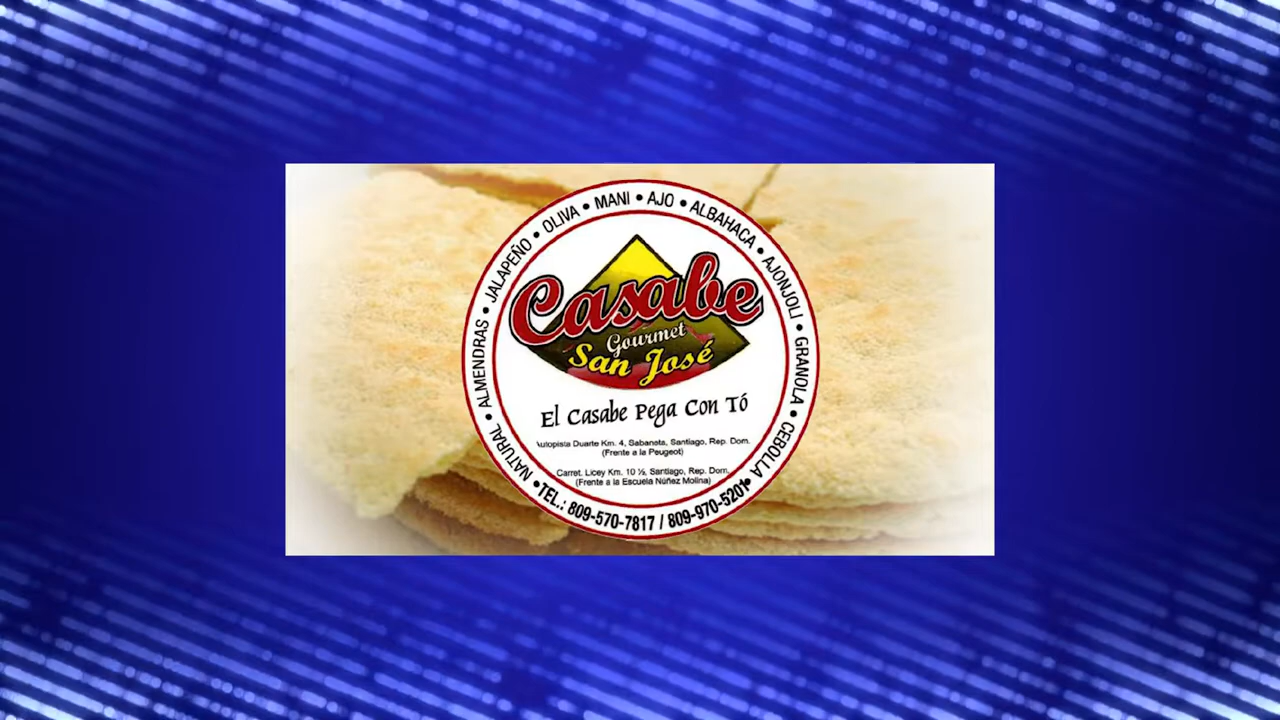 NATURAL • ALMENDRAS • JALAPEÑO • OLIVA • MANI • AJO • ALBAHACA • AJONJOLI • GRANOLA • CEBOLLA
Casabe
Gourmet
San José
El Casabe Pega Con Tó
Autopista Duarte Km. 4, Sabaneta, Santiago, Rep. Dom.
(Frente a la Peugeot)
Carret. Licey Km. 10 ½, Santiago, Rep. Dom.
(Frente a la Escuela Núñez Molina)
•TEL.: 809-570-7817 / 809-970-5201•